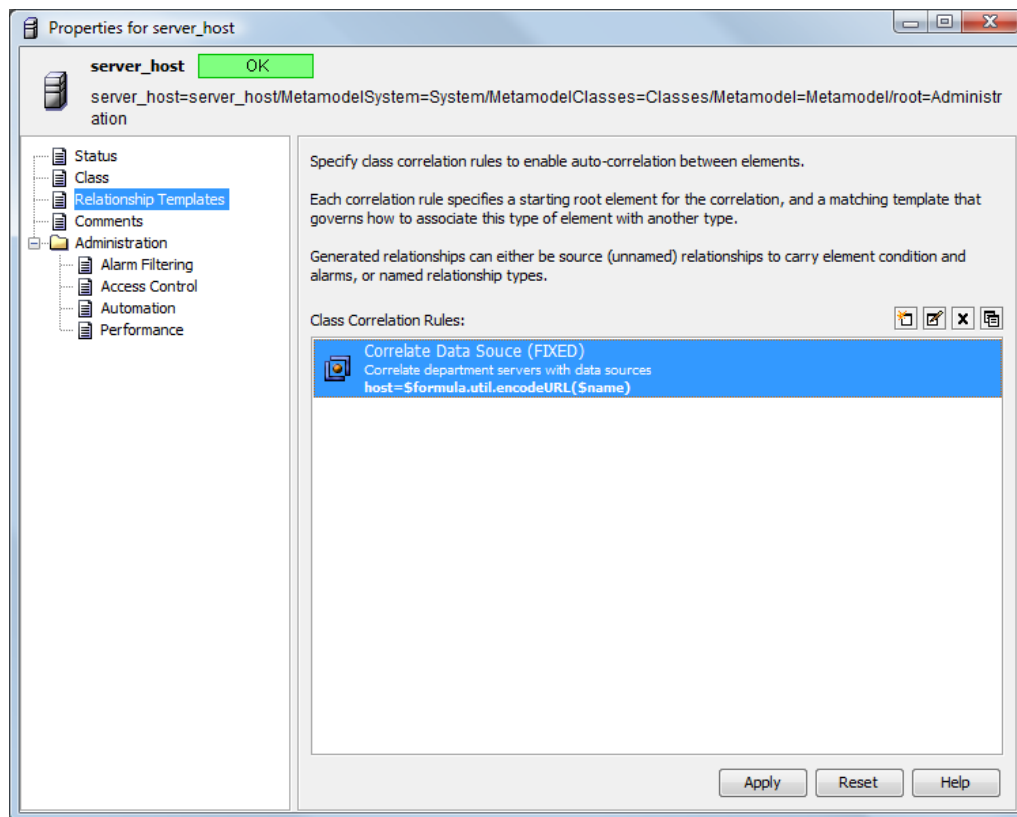 Properties for server_host
server_host OK
server_host=server_host/MetamodelSystem=System/MetamodelClasses=Classes/Metamodel=Metamodel/root=Administr
ation
Status
Class
Relationship Templates
Comments
Administration
Alarm Filtering
Access Control
Automation
Performance
Specify class correlation rules to enable auto-correlation between elements.
Each correlation rule specifies a starting root element for the correlation, and a matching template that
governs how to associate this type of element with another type.
Generated relationships can either be source (unnamed) relationships to carry element condition and
alarms, or named relationship types.
Class Correlation Rules:
Correlate Data Souce (FIXED)
Correlate department servers with data sources
host=$formula.util.encodeURL($name)
Apply Reset Help